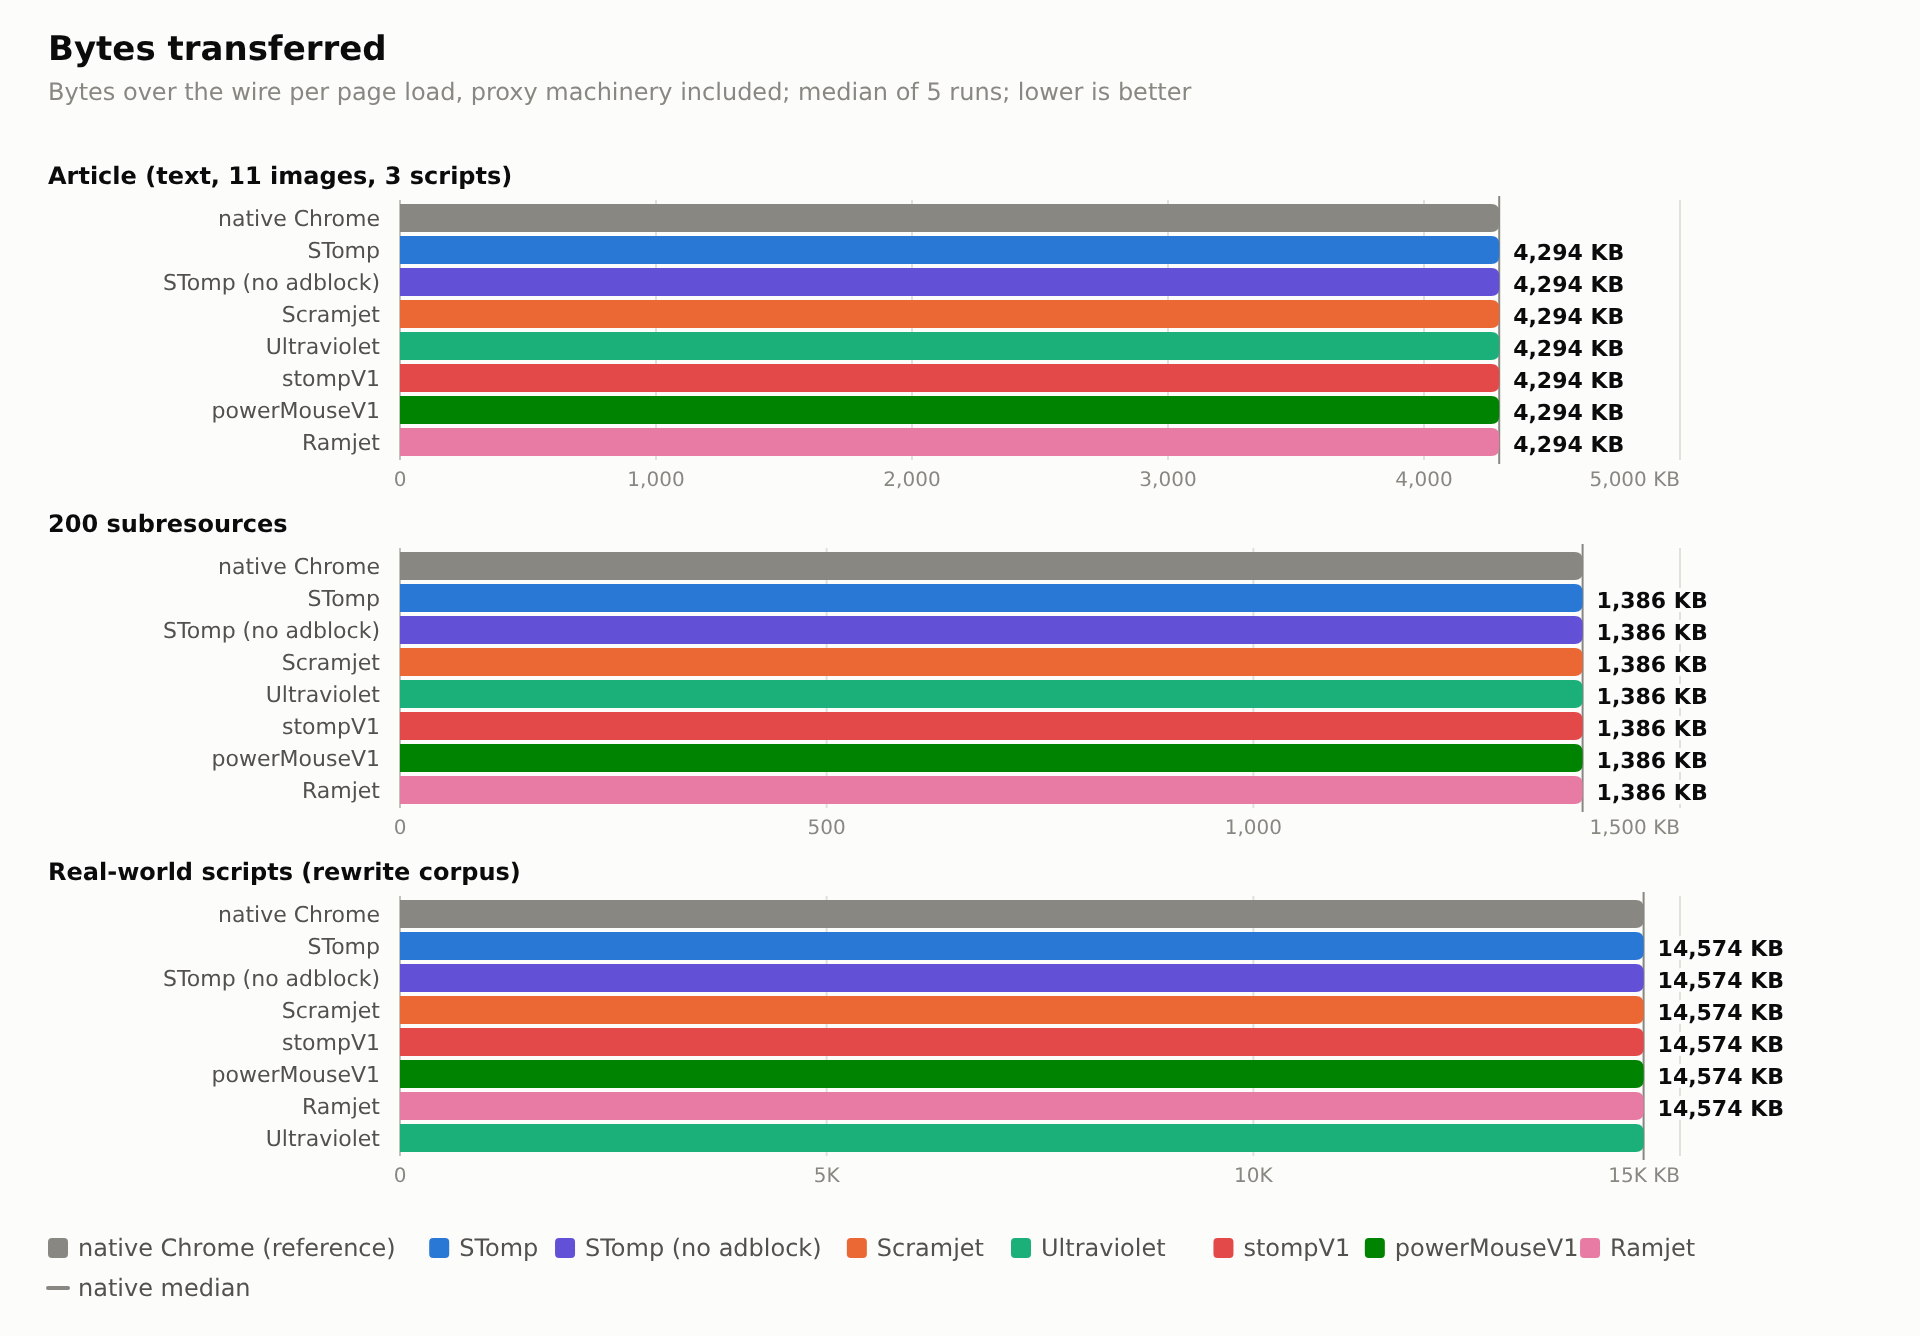 Bytes transferred
Bytes over the wire per page load, proxy machinery included; median of 5 runs; lower is better
Article (text, 11 images, 3 scripts)
native Chrome
STomp 4,294 KB
STomp (no adblock) 4,294 KB
Scramjet 4,294 KB
Ultraviolet 4,294 KB
stompV1 4,294 KB
powerMouseV1 4,294 KB
Ramjet 4,294 KB
0 1,000 2,000 3,000 4,000 5,000 KB
200 subresources
native Chrome
STomp 1,386 KB
STomp (no adblock) 1,386 KB
Scramjet 1,386 KB
Ultraviolet 1,386 KB
stompV1 1,386 KB
powerMouseV1 1,386 KB
Ramjet 1,386 KB
0 500 1,000 1,500 KB
Real-world scripts (rewrite corpus)
native Chrome
STomp 14,574 KB
STomp (no adblock) 14,574 KB
Scramjet 14,574 KB
stompV1 14,574 KB
powerMouseV1 14,574 KB
Ramjet 14,574 KB
Ultraviolet
0 5K 10K 15K KB
native Chrome (reference) STomp STomp (no adblock) Scramjet Ultraviolet stompV1 powerMouseV1 Ramjet
native median